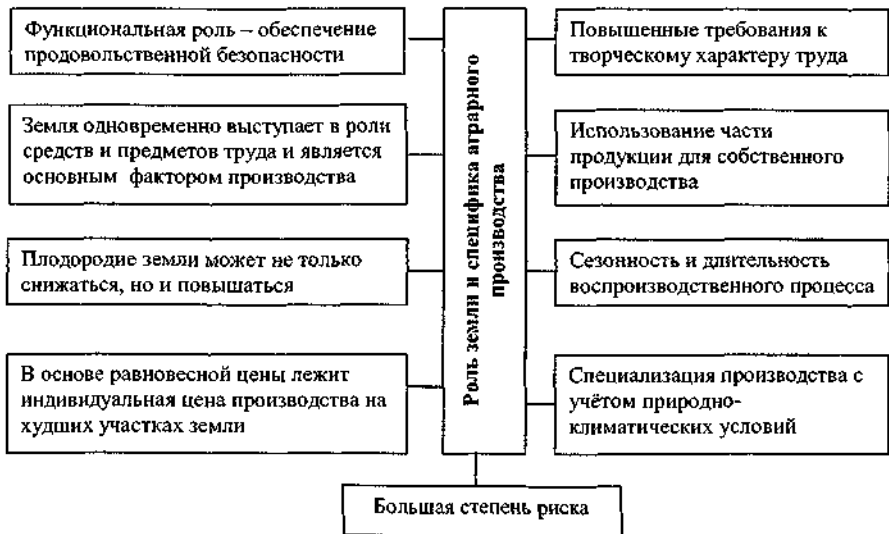 Функциональная роль – обеспечение
продовольственной безопасности
Земля одновременно выступает в роли
средств и предметов труда и является
основным фактором производства
Плодородие земли может не только
снижаться, но и повышаться
В основе равновесной цены лежит
индивидуальная цена производства на
худших участках земли
Роль земли и специфика аграрного
производства
Повышенные требования к
творческому характеру труда
Использование части
продукции для собственного
производства
Сезонность и длительность
воспроизводственного процесса
Специализация производства с
учётом природно-
климатических условий
Большая степень риска